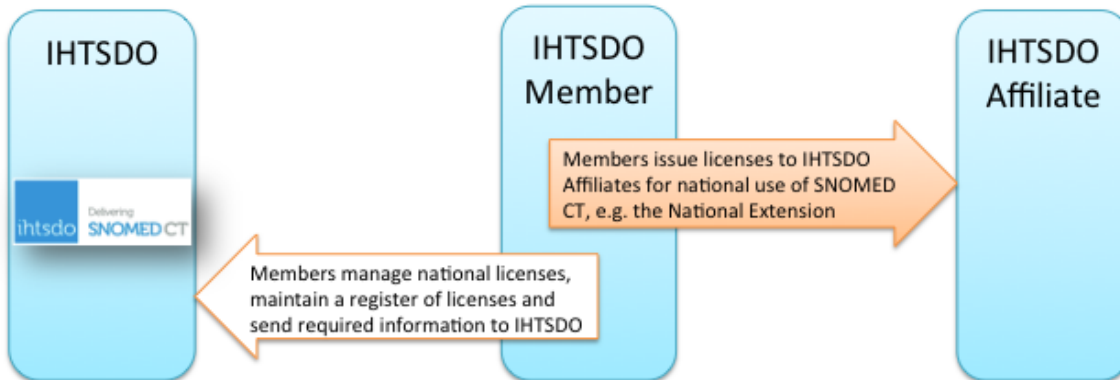 IHTSDO
IHTSDO
Member
IHTSDO
Affiliate
Members issue licenses to IHTSDO
Affiliates for national use of SNOMED
CT, e.g. the National Extension
ihtsdo
Delivering
SNOMED CT
Members manage national licenses,
maintain a register of licenses and
send required information to IHTSDO